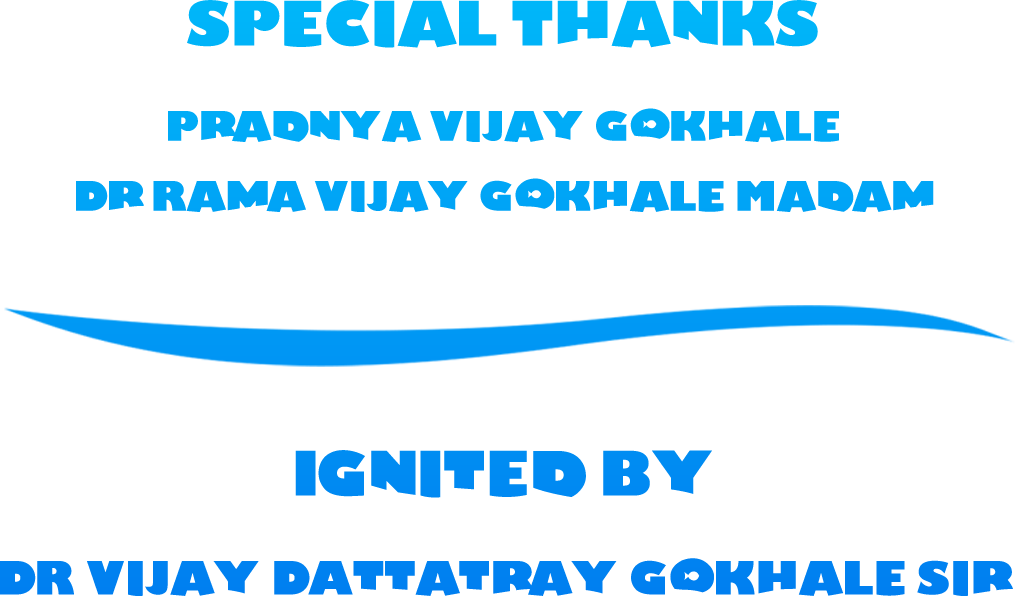 SPECIAL THANKS
PRADNYA VIJAY GOKHALE
DR RAMA VIJAY GOKHALE MADAM
IGNITED BY
DR VIJAY DATTATRAY GOKHALE SIR